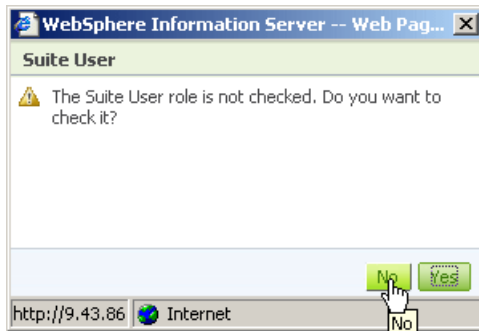 WebSphere Information Server -- Web Pag...
Suite User
The Suite User role is not checked. Do you want to
check it?
No Yes
http://9.43.86 Internet
No